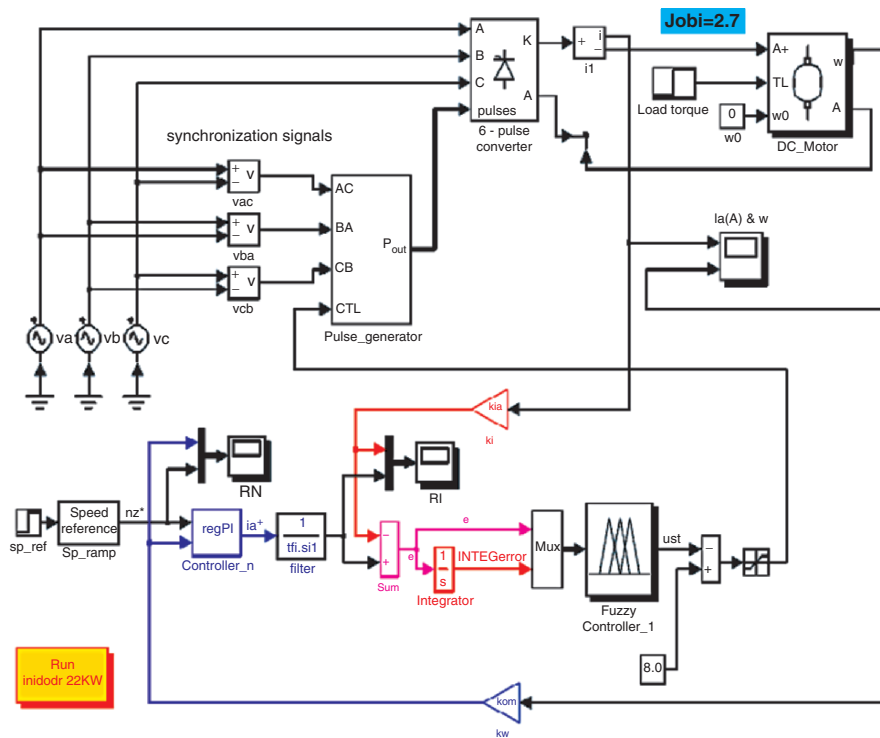 Jobi=2.7
A
B
C
pulses
K
A
6 - pulse
converter
+
−
i
i1
A+
TL
w0
w
A
DC_Motor
Load torque
0
w0
synchronization signals
+
−
v
vac
+
−
v
vba
+
−
v
vcb
AC
BA
CB
CTL
Pout
Pulse_generator
Ia(A) & w
va
vb
vc
kia
ki
RN
RI
sp_ref
Speed
reference
Sp_ramp
nz*
regPI
Controller_n
ia+
1
tfi.si1
filter
−
+
Sum
e
e
1
s
Integrator
INTEGerror
Mux
Fuzzy
Controller_1
ust
−
+
8.0
Run
inidodr 22KW
kom
kw